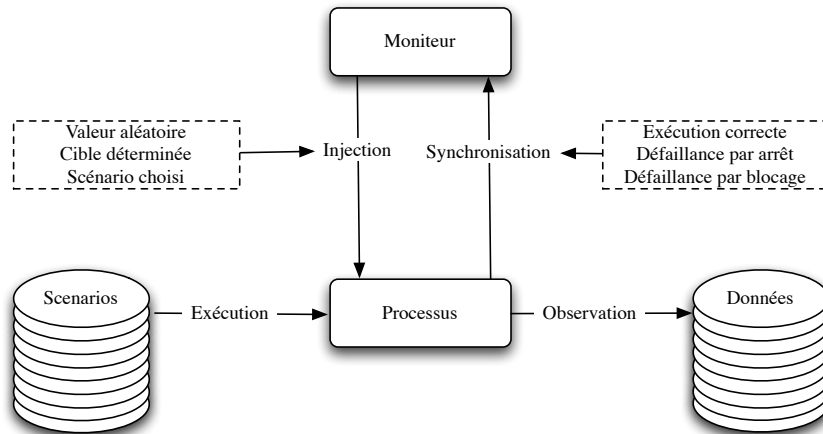 Moniteur
Valeur aléatoire
Cible déterminée
Scénario choisi
Injection
Synchronisation
Exécution correcte
Défaillance par arrêt
Défaillance par blocage
Scenarios
Exécution
Processus
Observation
Données